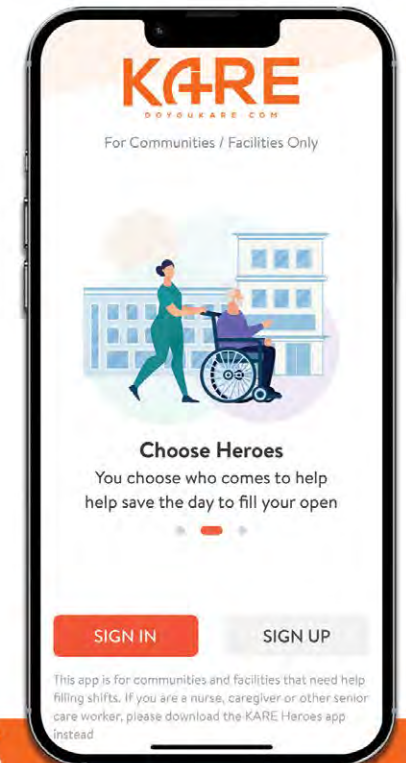 KARE
DOYOUKARE.COM
For Communities / Facilities Only
Choose Heroes
You choose who comes to help
help save the day to fill your open
SIGN IN
SIGN UP
This app is for communities and facilities that need help
filling shifts. If you are a nurse, caregiver or other senior
care worker, please download the KARE Heroes app
instead